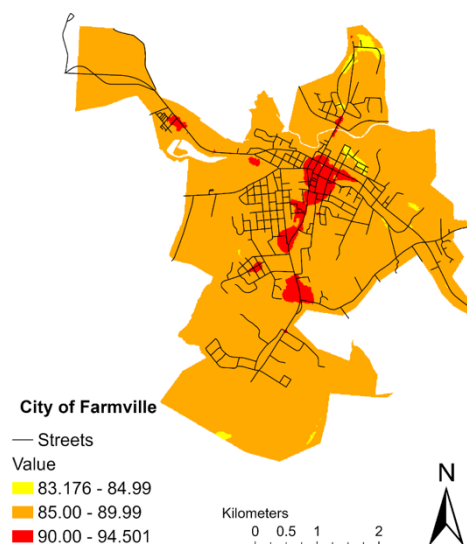 City of Farmville
Streets
Value
83.176 - 84.99
85.00 - 89.99
90.00 - 94.501
Kilometers
0 0.5 1 2
N